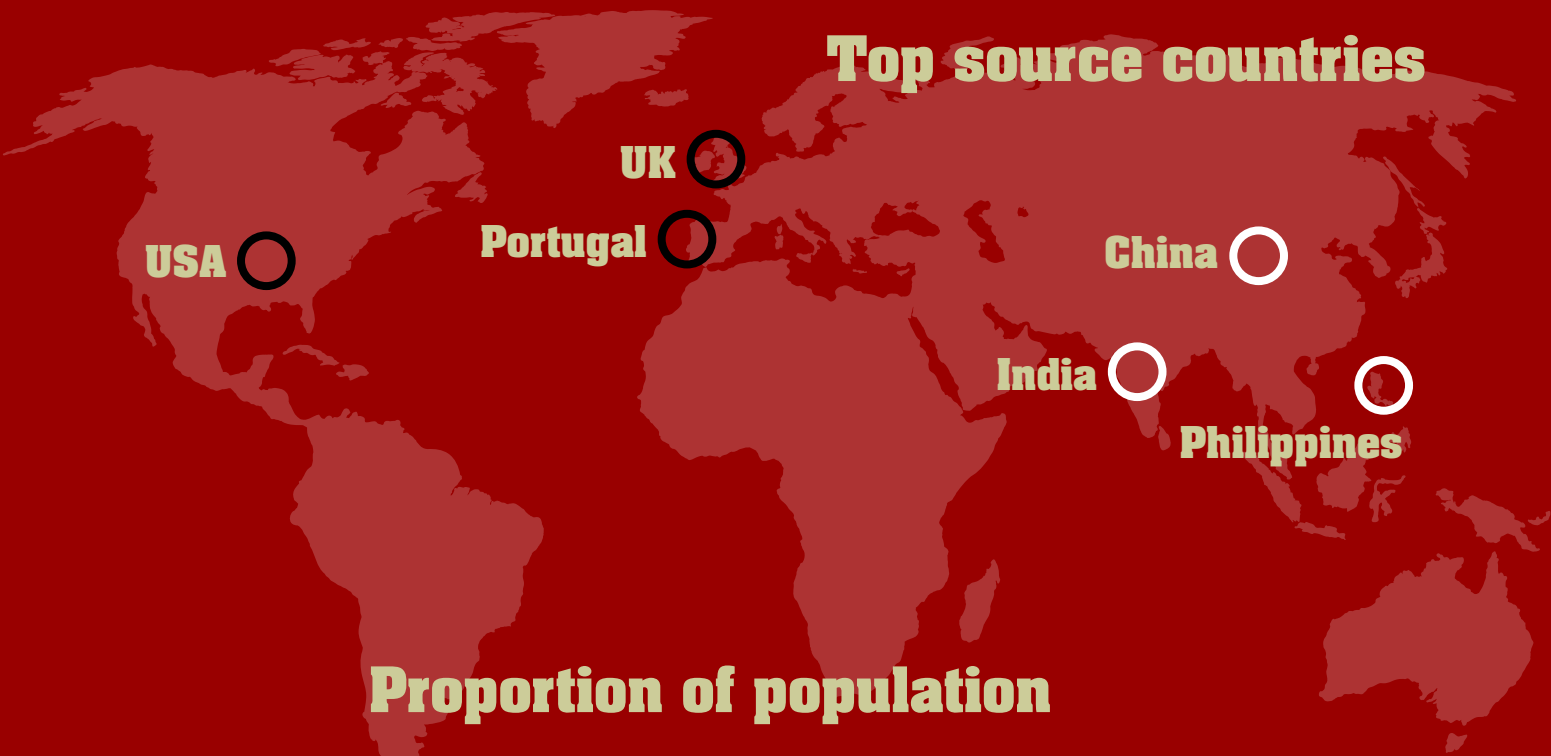 Top source countries
UK
Portugal
USA
China
India
Philippines
Proportion of population